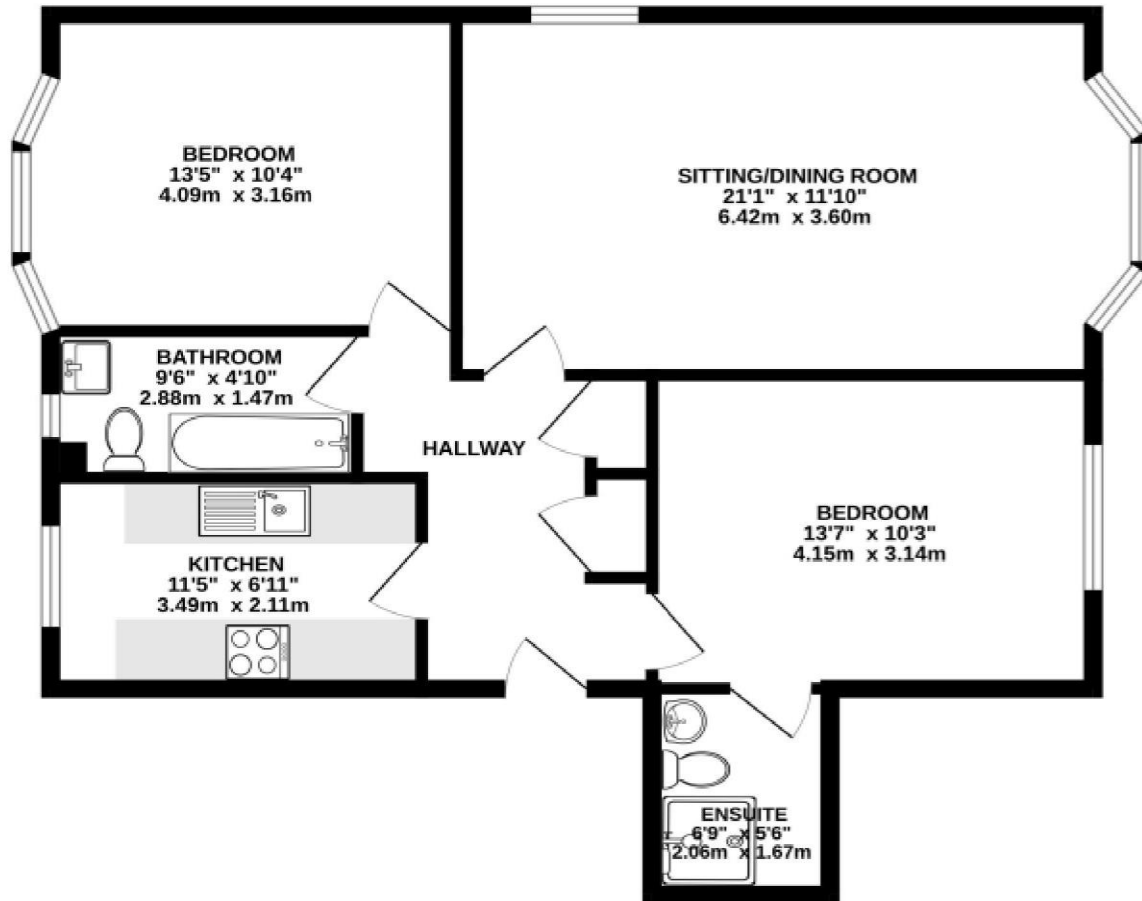 BEDROOM
13'5" x 10'4"
4.09m x 3.16m
SITTING/DINING ROOM
21'1" x 11'10"
6.42m x 3.60m
BATHROOM
9'6" x 4'10"
2.88m x 1.47m
HALLWAY
KITCHEN
11'5" x 6'11"
3.49m x 2.11m
BEDROOM
13'7" x 10'3"
4.15m x 3.14m
ENSUITE
6'9" x 5'6"
2.06m x 1.67m